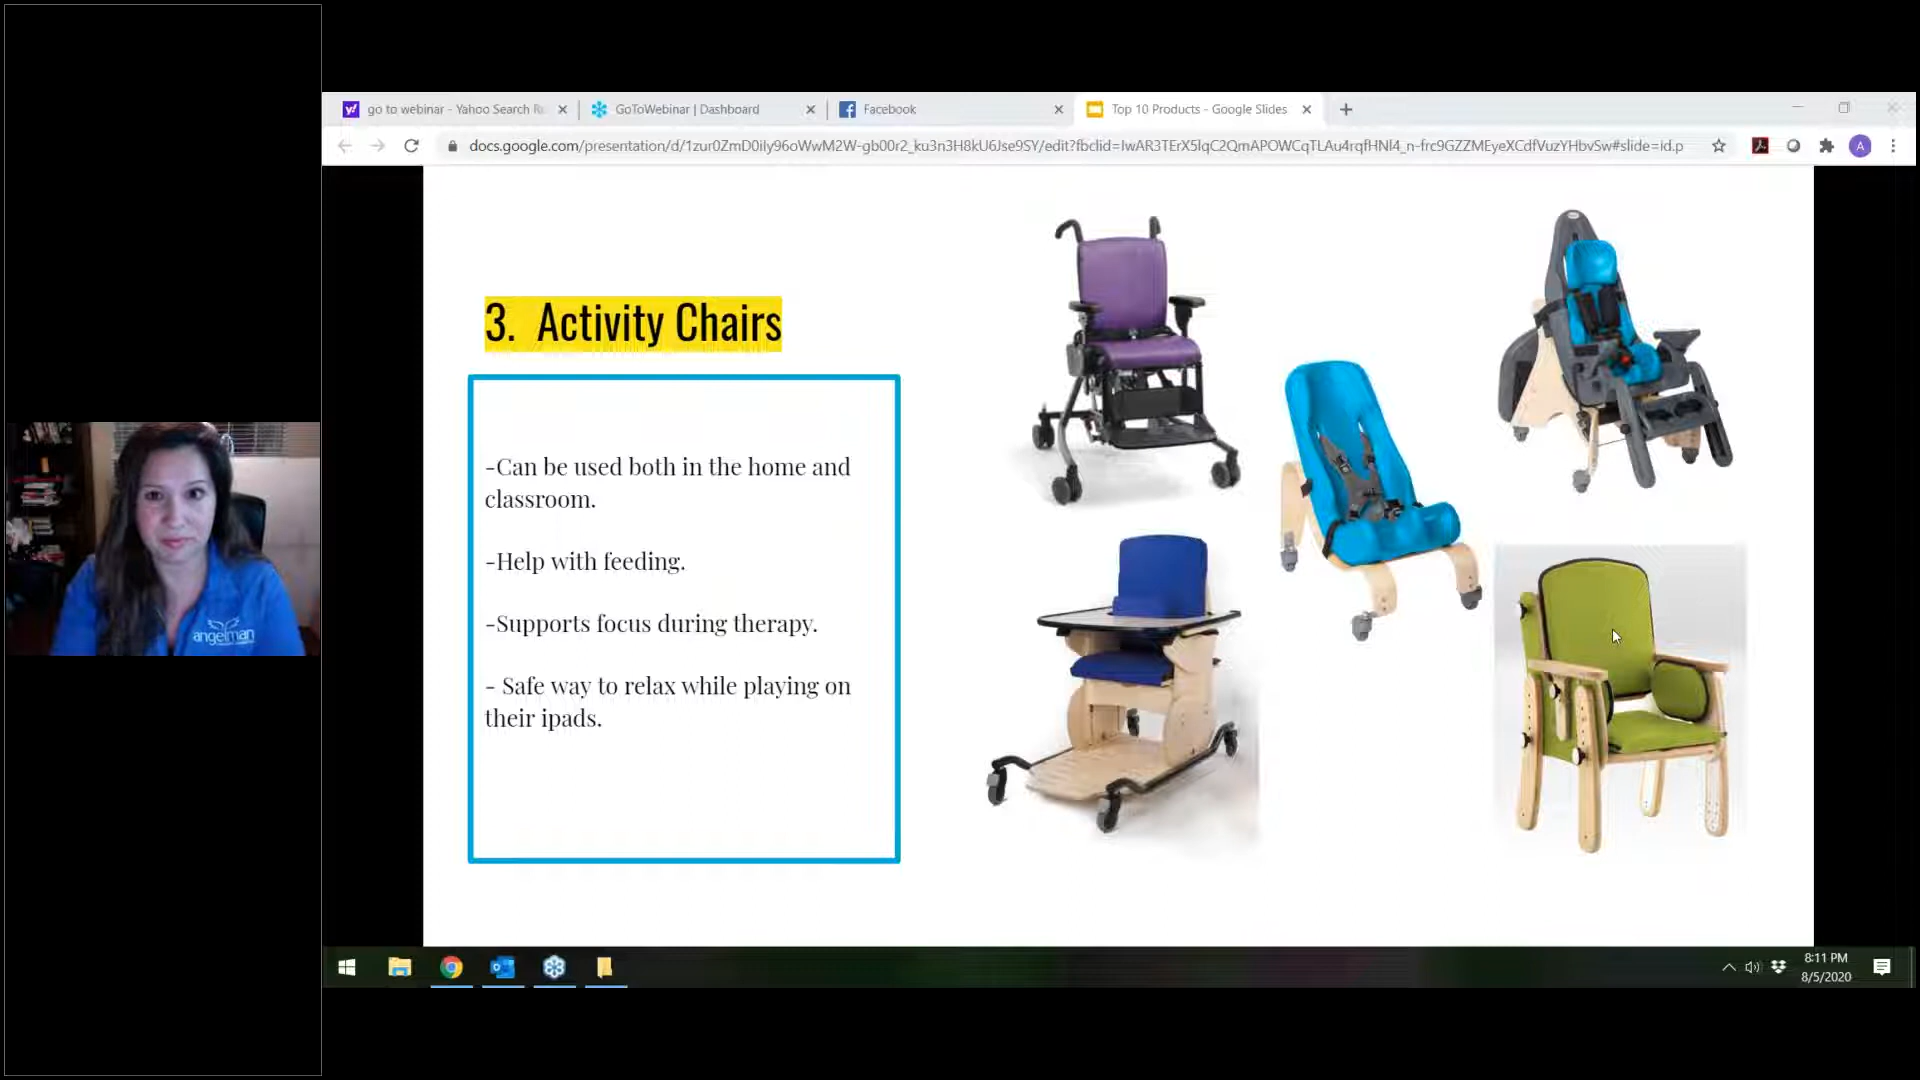 go to webinar - Yahoo Search Re
GoToWebinar | Dashboard
Facebook
Top 10 Products - Google Slides
docs.google.com/presentation/d/1zur0ZmD0ily96oWwM2W-gb00r2_ku3n3H8kU6Jse9SY/edit?fbclid=IwAR3TErX5lqC2QmAPOWCqTLAu4rqfHNl4_n-frc9GZZMEyeXCdfVuzYHbvSw#slide=id.p
A
3. Activity Chairs
-Can be used both in the home and
classroom.
-Help with feeding.
-Supports focus during therapy.
- Safe way to relax while playing on
their ipads.
angelman
8:11 PM
8/5/2020